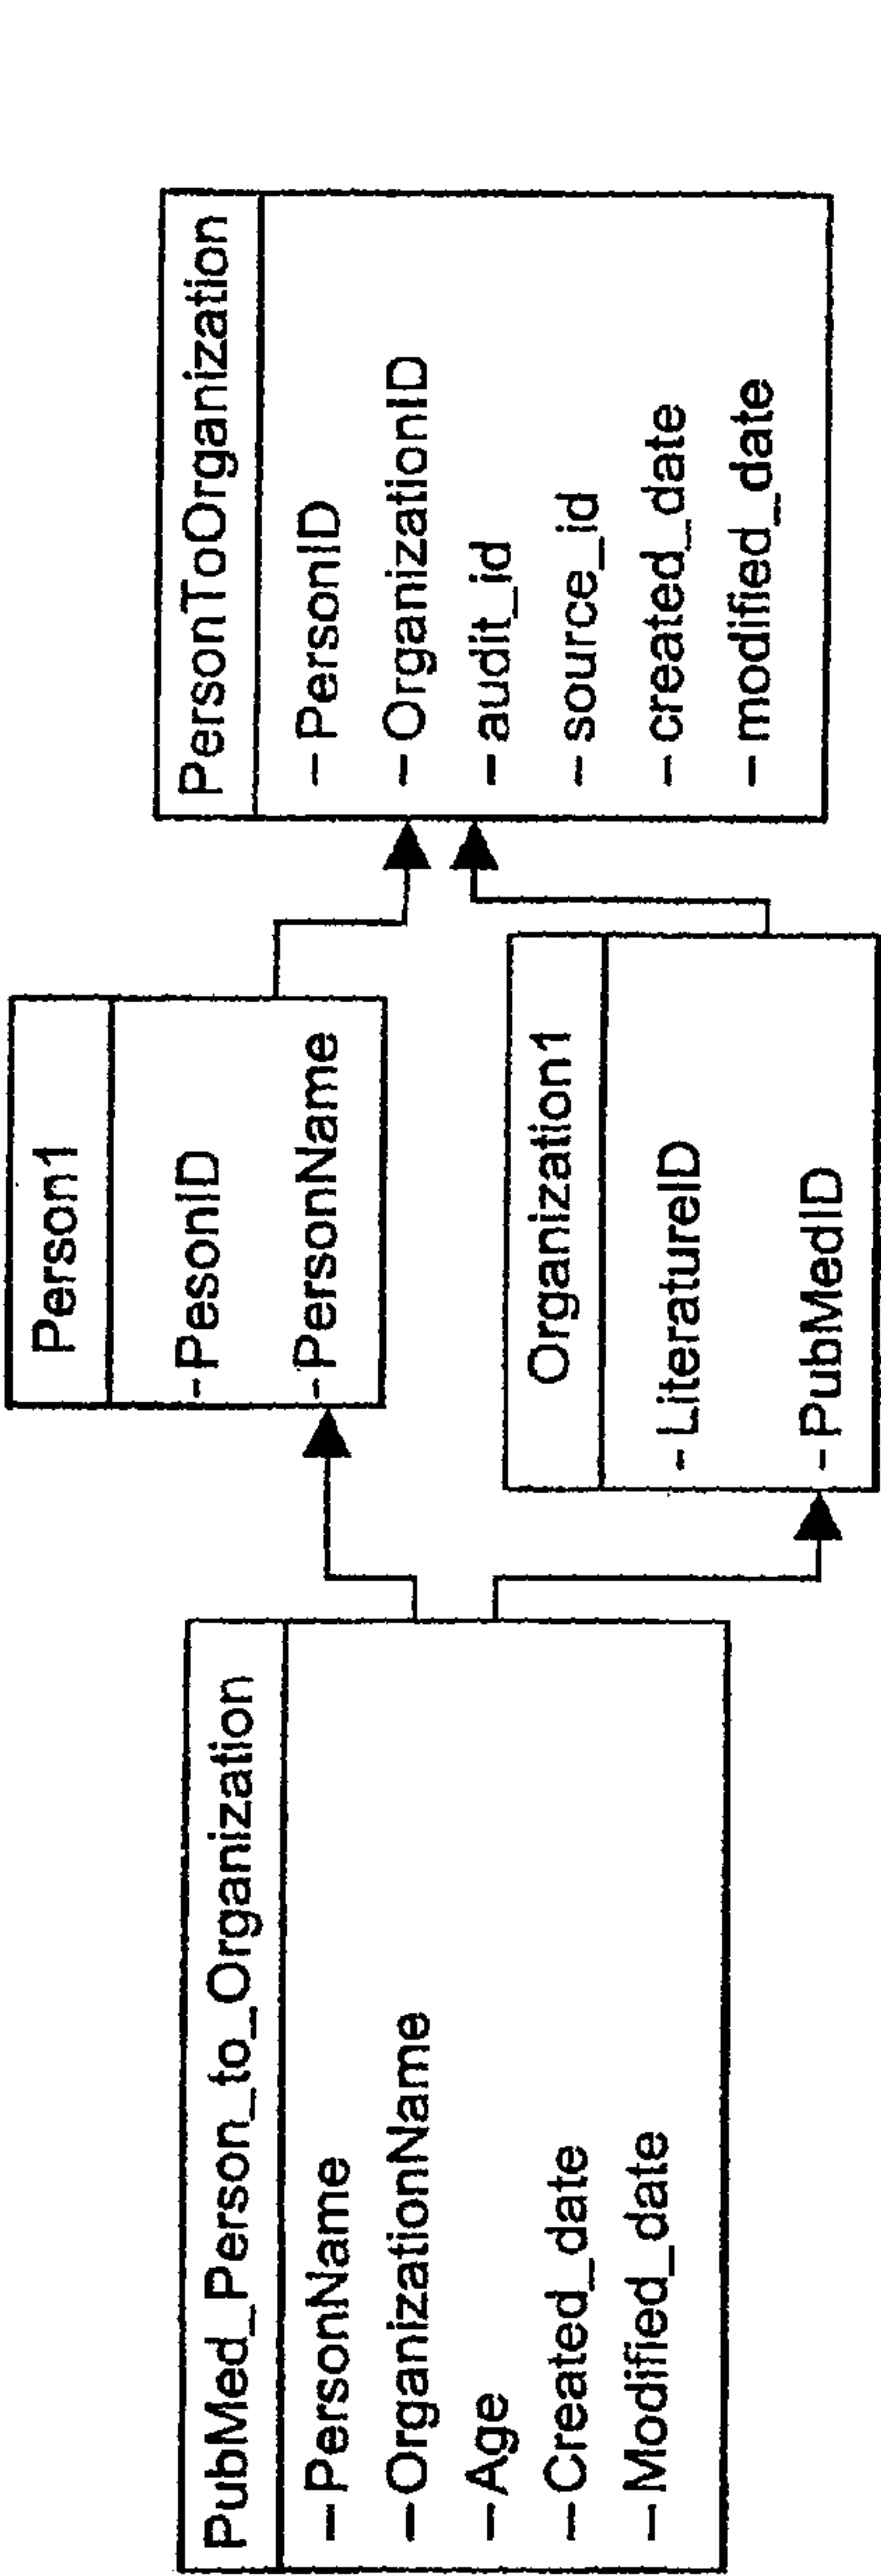 PubMed_Person_to_Organization
– PersonName
– OrganizationName
– Age
– Created_date
– Modified_date
Person1
- PesonID
- PersonName
Organization1
- LiteratureID
- PubMedID
PersonToOrganization
– PersonID
– OrganizationID
– audit_id
– source_id
– created_date
– modified_date